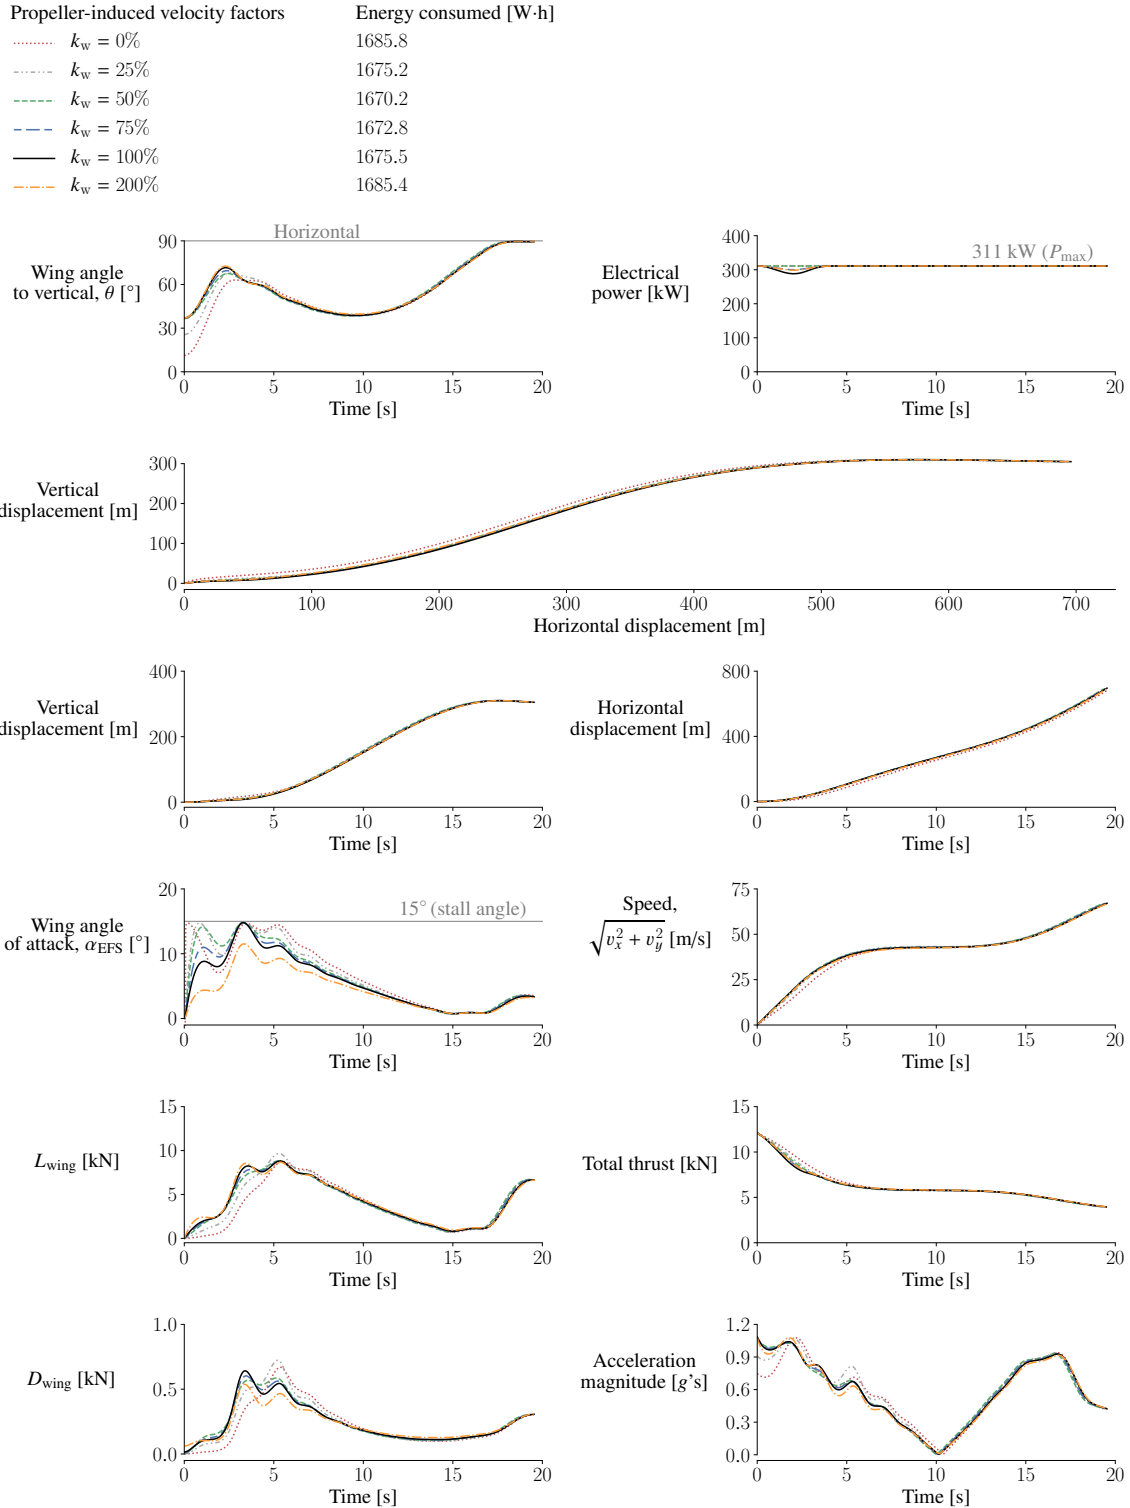 Propeller-induced velocity factors Energy consumed [W·h]
k_w = 0% 1685.8
k_w = 25% 1675.2
k_w = 50% 1670.2
k_w = 75% 1672.8
k_w = 100% 1675.5
k_w = 200% 1685.4
Wing angle
to vertical, θ [°]
Horizontal
90
60
30
0
0 5 10 15 20
Time [s]
Electrical
power [kW]
311 kW (P_max)
400
300
200
100
0
0 5 10 15 20
Time [s]
Vertical
displacement [m]
300
200
100
0
0 100 200 300 400 500 600 700
Horizontal displacement [m]
Vertical
displacement [m]
400
200
0
0 5 10 15 20
Time [s]
Horizontal
displacement [m]
800
400
0
0 5 10 15 20
Time [s]
Wing angle
of attack, α_EFS [°]
15° (stall angle)
20
10
0
0 5 10 15 20
Time [s]
Speed,
√(v_x² + v_y²) [m/s]
75
50
25
0
0 5 10 15 20
Time [s]
L_wing [kN]
15
10
5
0
0 5 10 15 20
Time [s]
Total thrust [kN]
15
10
5
0
0 5 10 15 20
Time [s]
D_wing [kN]
1.0
0.5
0.0
0 5 10 15 20
Time [s]
Acceleration
magnitude [g's]
1.2
0.9
0.6
0.3
0.0
0 5 10 15 20
Time [s]